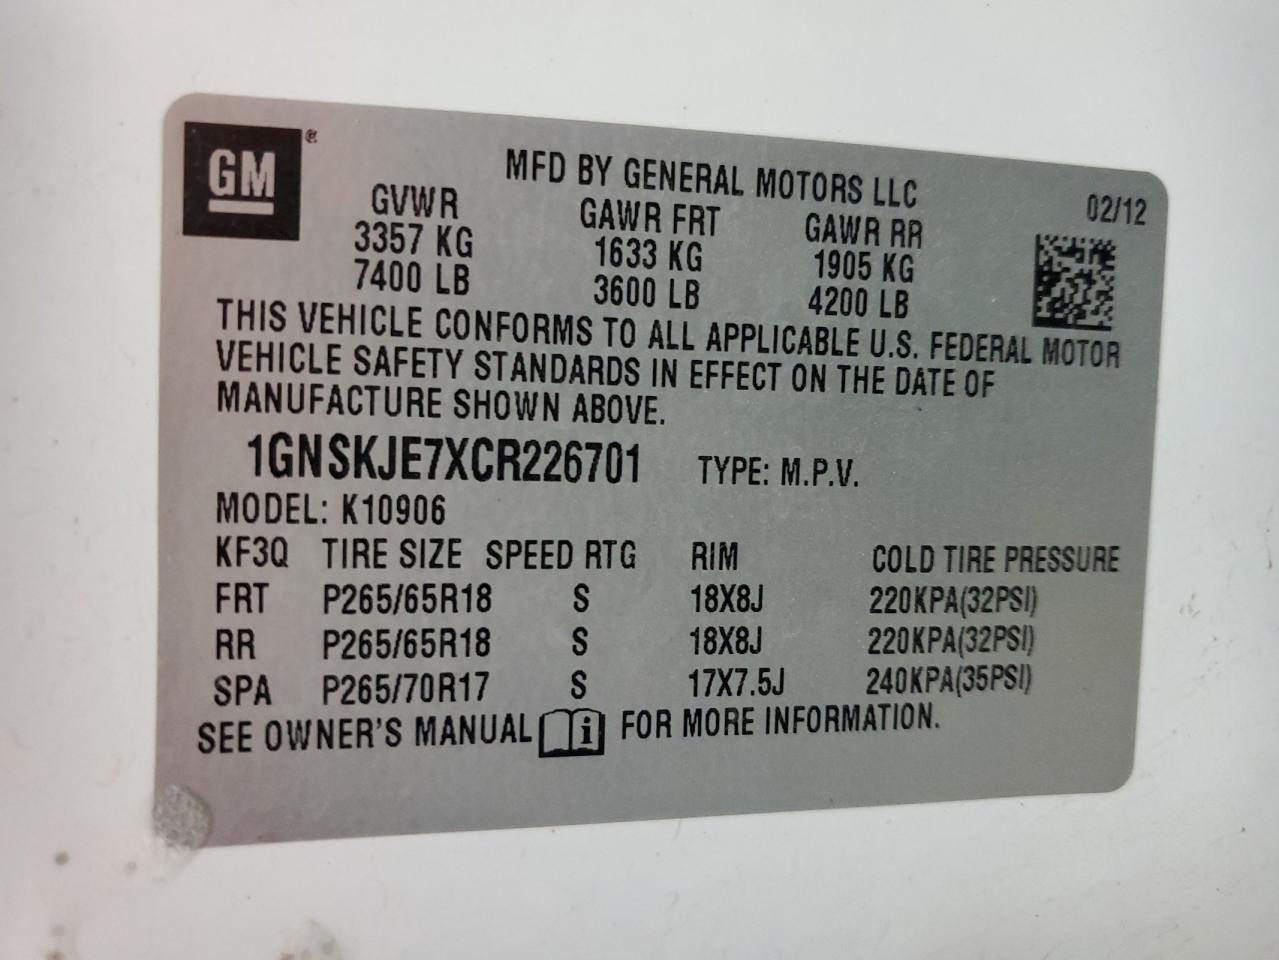 GM ®
MFD BY GENERAL MOTORS LLC
02/12
GVWR GAWR FRT GAWR RR
3357 KG 1633 KG 1905 KG
7400 LB 3600 LB 4200 LB
THIS VEHICLE CONFORMS TO ALL APPLICABLE U.S. FEDERAL MOTOR
VEHICLE SAFETY STANDARDS IN EFFECT ON THE DATE OF
MANUFACTURE SHOWN ABOVE.
1GNSKJE7XCR226701 TYPE: M.P.V.
MODEL: K10906
KF3Q TIRE SIZE SPEED RTG RIM COLD TIRE PRESSURE
FRT P265/65R18 S 18X8J 220KPA(32PSI)
RR P265/65R18 S 18X8J 220KPA(32PSI)
SPA P265/70R17 S 17X7.5J 240KPA(35PSI)
SEE OWNER'S MANUAL i FOR MORE INFORMATION.